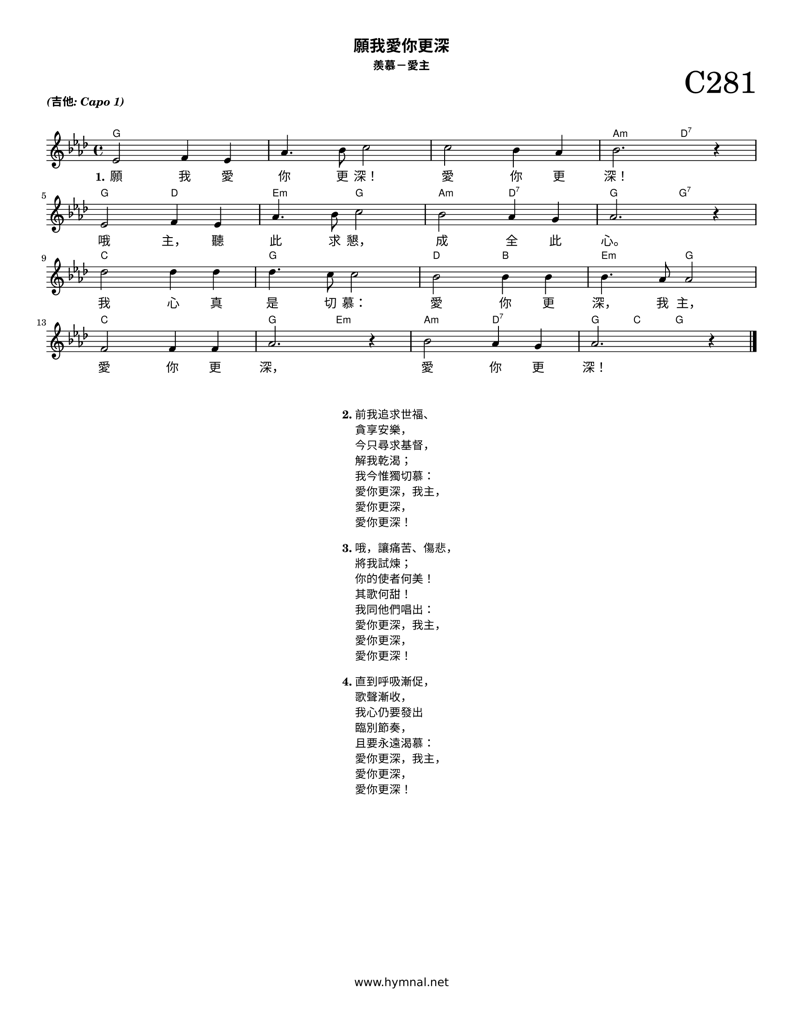 願我愛你更深
羨慕－愛主
C281
(吉他: Capo 1)
G Am D7
1. 願 我 愛 你 更 深！ 愛 你 更 深！
5 G D Em G Am D7 G G7
哦 主， 聽 此 求 懇， 成 全 此 心。
9 C G D B Em G
我 心 真 是 切 慕： 愛 你 更 深， 我 主，
13 C G Em Am D7 G C G
愛 你 更 深， 愛 你 更 深！
2. 前我追求世福、
貪享安樂，
今只尋求基督，
解我乾渴；
我今惟獨切慕：
愛你更深，我主，
愛你更深，
愛你更深！
3. 哦，讓痛苦、傷悲，
將我試煉；
你的使者何美！
其歌何甜！
我同他們唱出：
愛你更深，我主，
愛你更深，
愛你更深！
4. 直到呼吸漸促，
歌聲漸收，
我心仍要發出
臨別節奏，
且要永遠渴慕：
愛你更深，我主，
愛你更深，
愛你更深！
www.hymnal.net